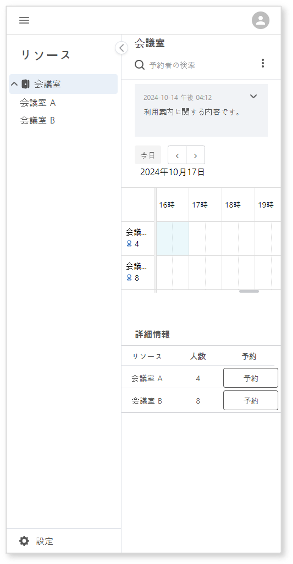 リソース
会議室
会議室 A
会議室 B
設定
会議室
予約者の検索
2024-10-14 午後 04:12
利用案内に関する内容です。
今日
2024年10月17日
16時 17時 18時 19時
会議...
4
会議...
8
詳細情報
リソース 人数 予約
会議室 A 4 予約
会議室 B 8 予約